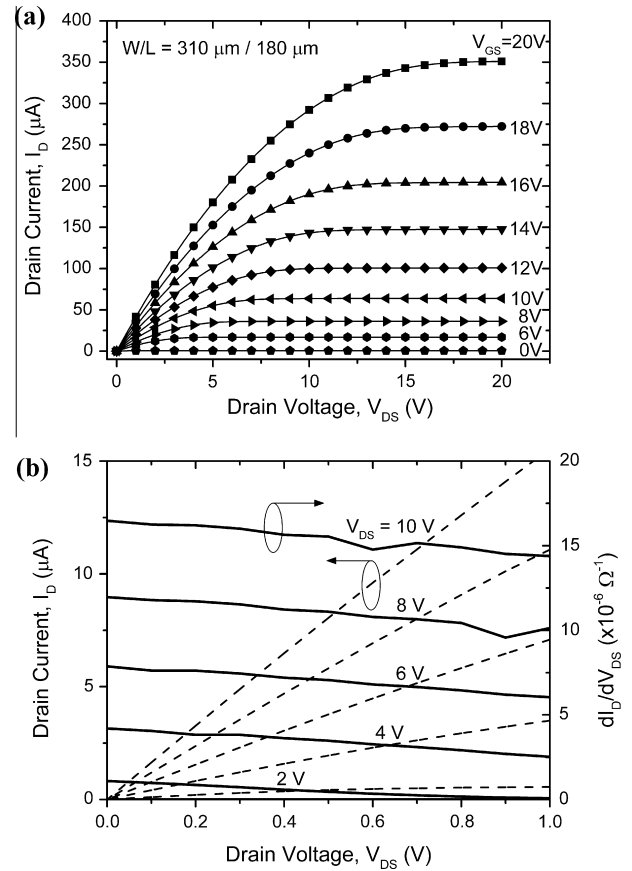 (a)
400
350
300
250
200
150
100
50
0
Drain Current, I_D (μA)
W/L = 310 μm / 180 μm
V_GS=20V
18V
16V
14V
12V
10V
8V
6V
0V
0 5 10 15 20
Drain Voltage, V_DS (V)
(b)
15
10
5
0
Drain Current, I_D (μA)
V_DS = 10 V
8 V
6 V
4 V
2 V
20
15
10
5
0
dI_D/dV_DS (x10⁻⁶ Ω⁻¹)
0.0 0.2 0.4 0.6 0.8 1.0
Drain Voltage, V_DS (V)